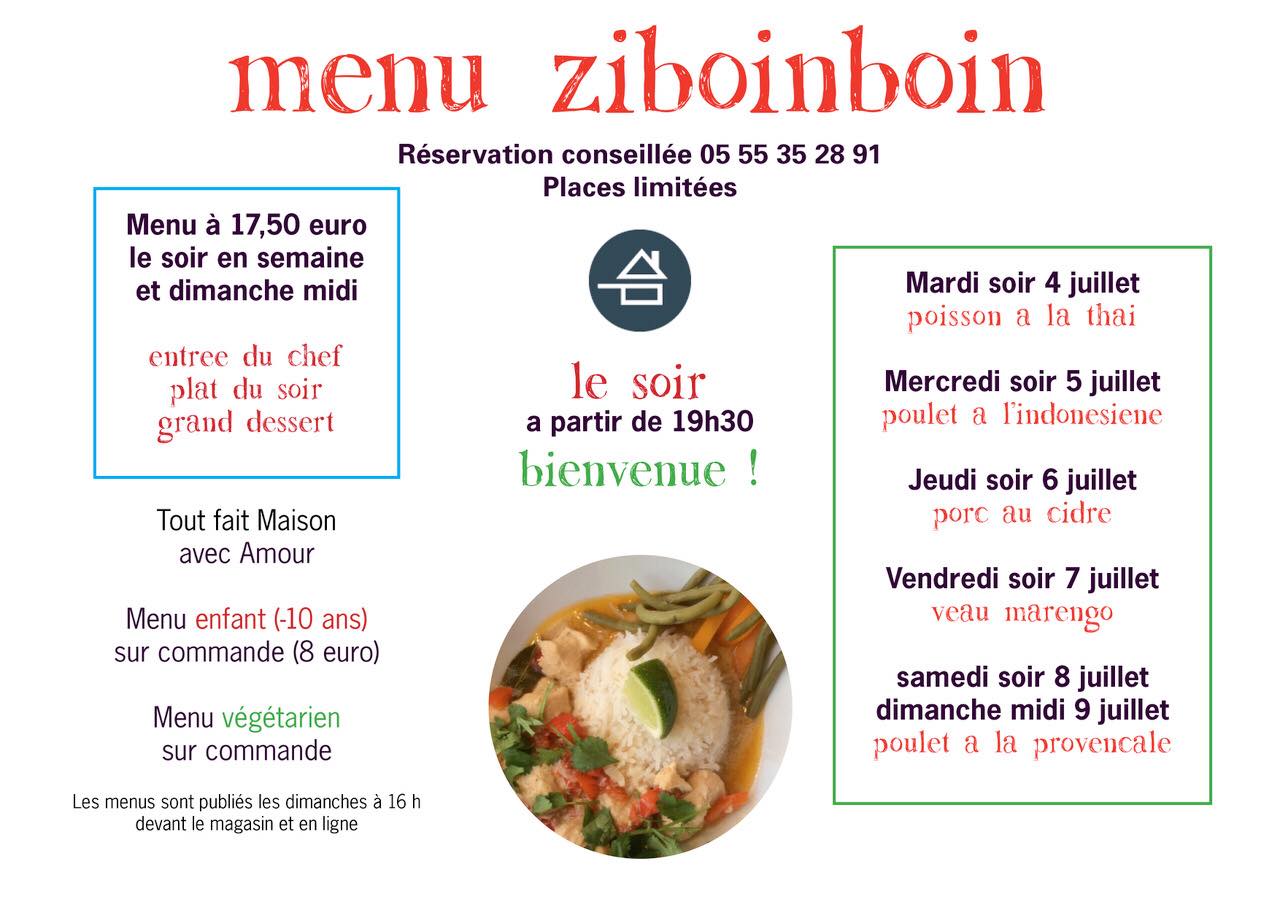 menu ziboinboin
Réservation conseillée 05 55 35 28 91
Places limitées
Menu à 17,50 euro
le soir en semaine
et dimanche midi
entree du chef
plat du soir
grand dessert
Tout fait Maison
avec Amour
Menu enfant (-10 ans)
sur commande (8 euro)
Menu végétarien
sur commande
Les menus sont publiés les dimanches à 16 h
devant le magasin et en ligne
le soir
a partir de 19h30
bienvenue !
Mardi soir 4 juillet
poisson a la thai
Mercredi soir 5 juillet
poulet a l'indonesiene
Jeudi soir 6 juillet
porc au cidre
Vendredi soir 7 juillet
veau marengo
samedi soir 8 juillet
dimanche midi 9 juillet
poulet a la provencale